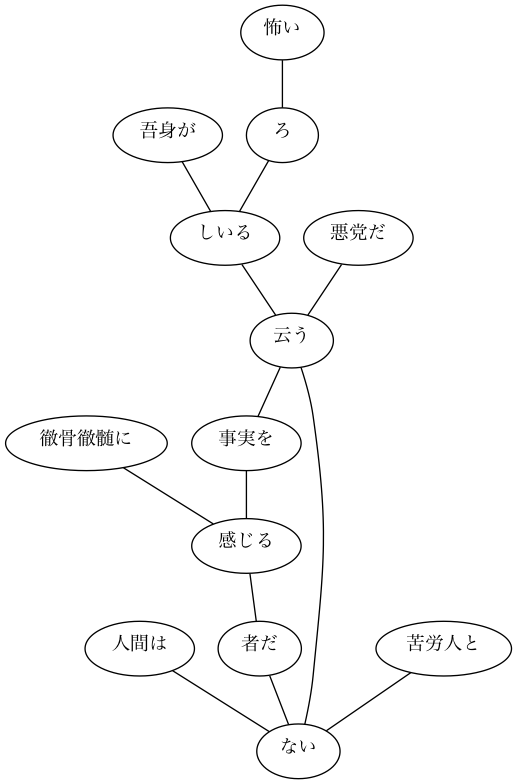 怖い
吾身が
ろ
しいる
悪党だ
云う
徹骨徹髄に
事実を
感じる
人間は
者だ
苦労人と
ない